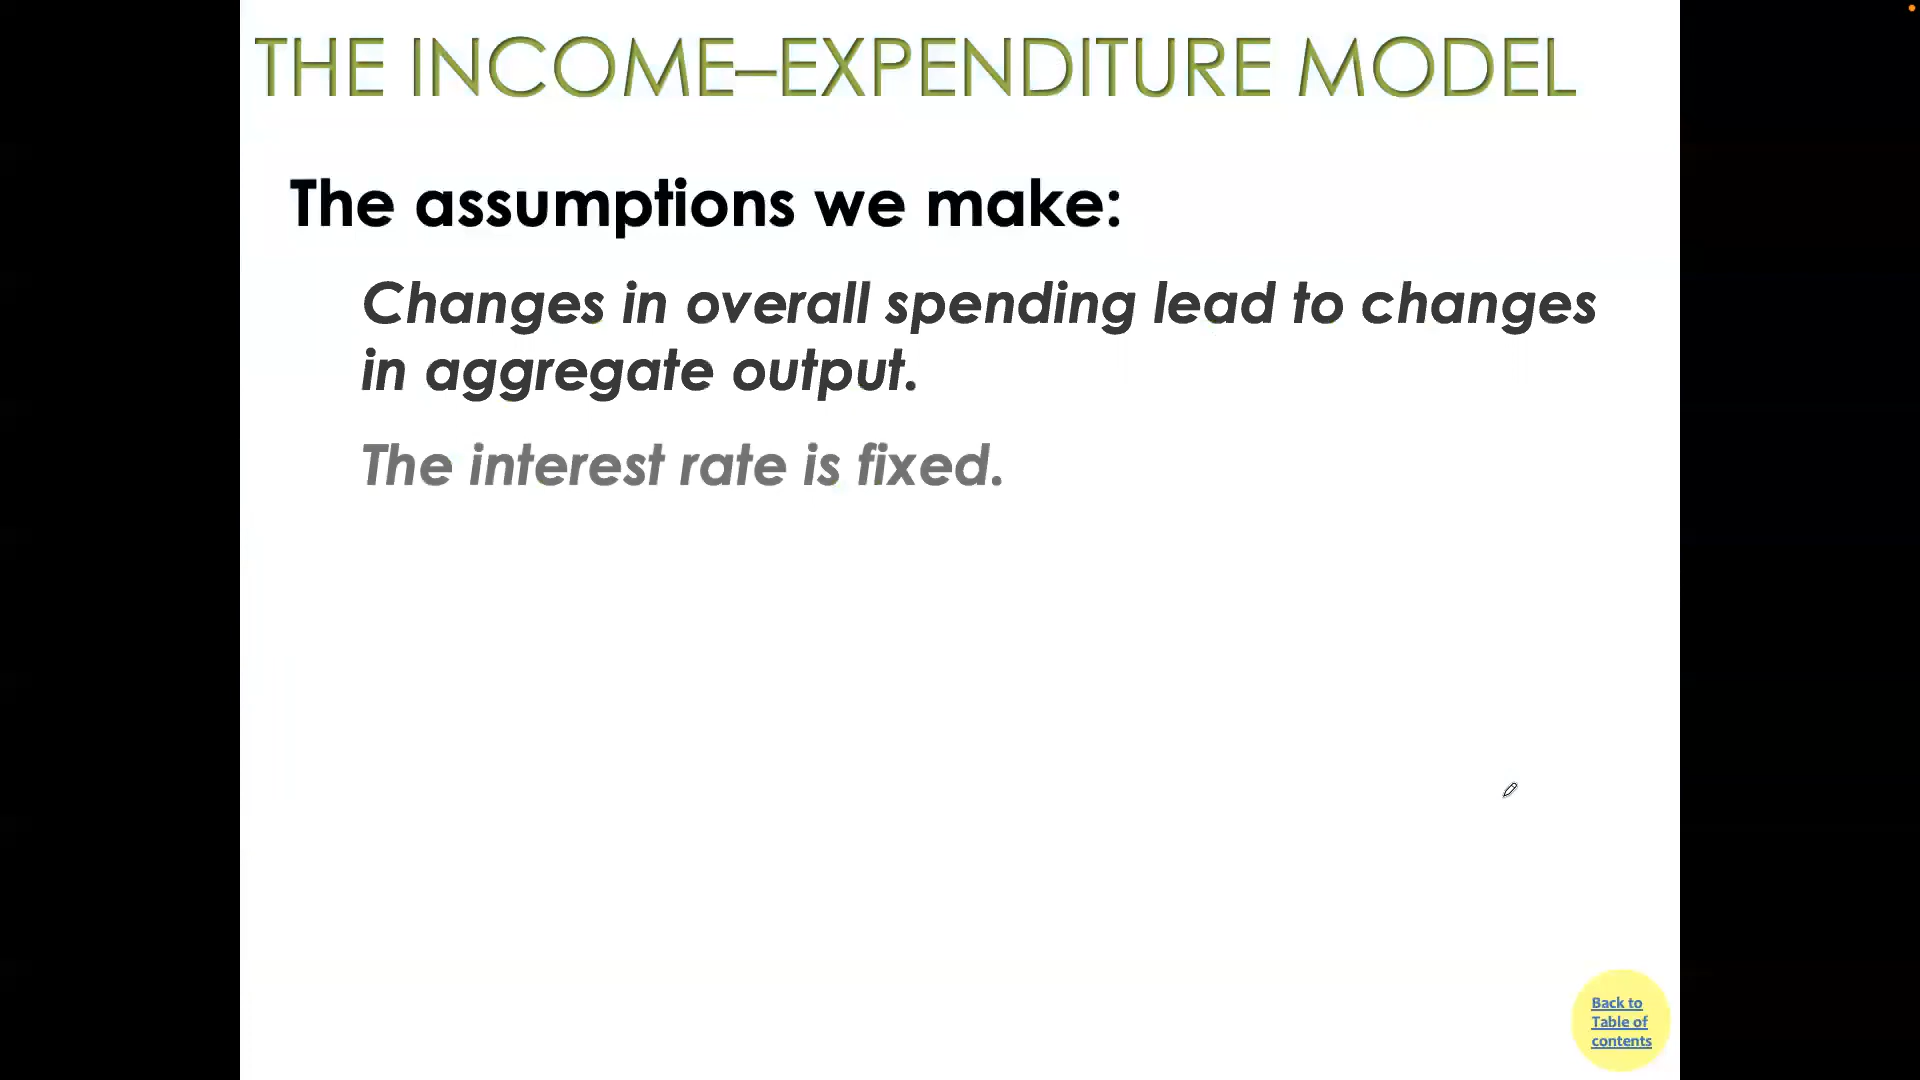 THE INCOME–EXPENDITURE MODEL
The assumptions we make:
Changes in overall spending lead to changes
in aggregate output.
The interest rate is fixed.
Back to
Table of
contents